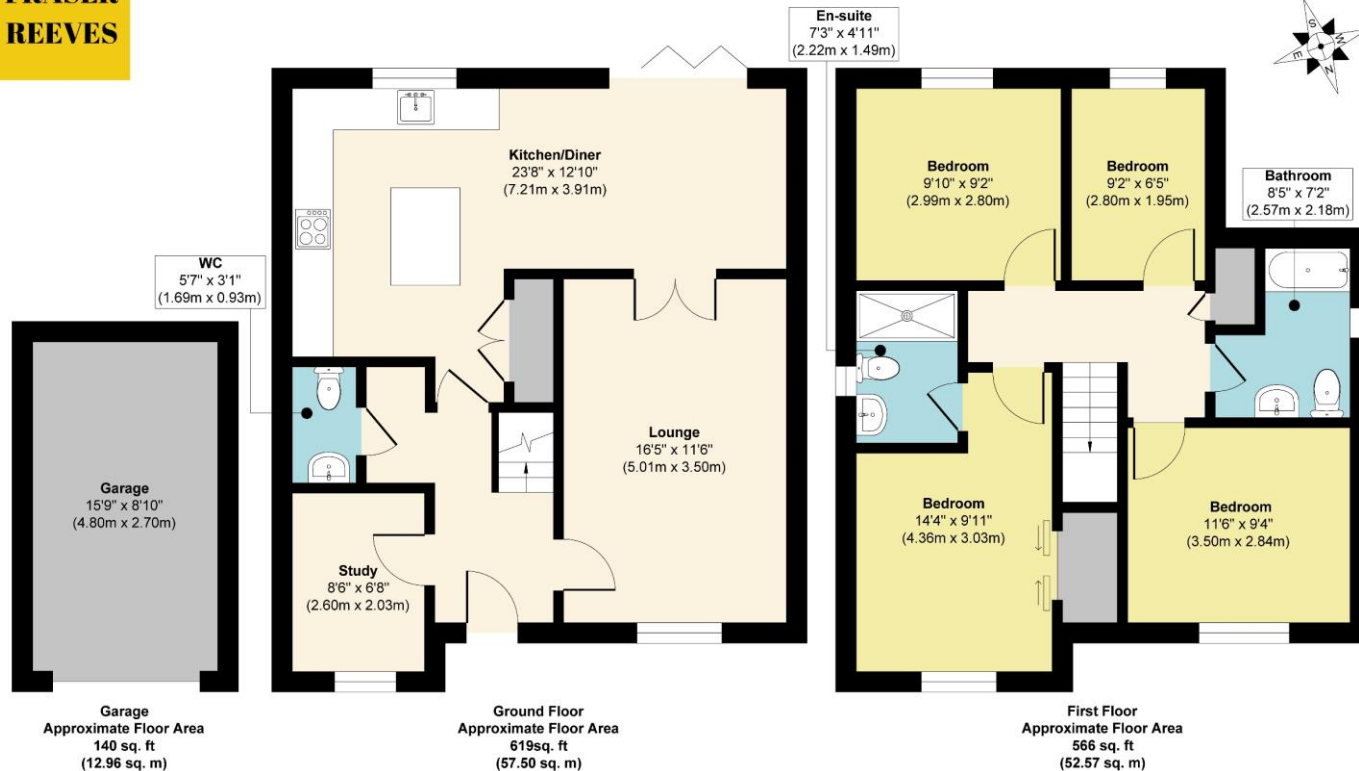 FRASER
REEVES
En-suite
7'3" x 4'11"
(2.22m x 1.49m)
S
W
E
N
Kitchen/Diner
23'8" x 12'10"
(7.21m x 3.91m)
Bedroom
9'10" x 9'2"
(2.99m x 2.80m)
Bedroom
9'2" x 6'5"
(2.80m x 1.95m)
Bathroom
8'5" x 7'2"
(2.57m x 2.18m)
WC
5'7" x 3'1"
(1.69m x 0.93m)
Lounge
16'5" x 11'6"
(5.01m x 3.50m)
Garage
15'9" x 8'10"
(4.80m x 2.70m)
Study
8'6" x 6'8"
(2.60m x 2.03m)
Bedroom
14'4" x 9'11"
(4.36m x 3.03m)
Bedroom
11'6" x 9'4"
(3.50m x 2.84m)
Garage
Approximate Floor Area
140 sq. ft
(12.96 sq. m)
Ground Floor
Approximate Floor Area
619sq. ft
(57.50 sq. m)
First Floor
Approximate Floor Area
566 sq. ft
(52.57 sq. m)